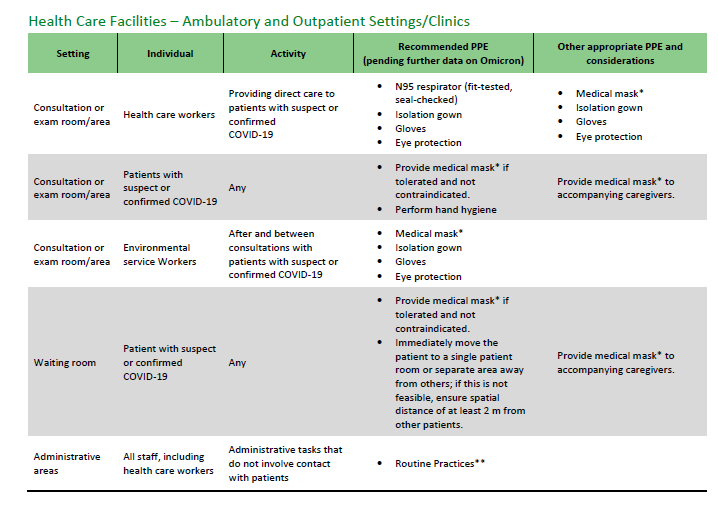 Health Care Facilities – Ambulatory and Outpatient Settings/Clinics
Setting
Individual
Activity
Recommended PPE
(pending further data on Omicron)
Other appropriate PPE and
considerations
Consultation or
exam room/area
Health care workers
Providing direct care to
patients with suspect or
confirmed
COVID-19
• N95 respirator (fit-tested,
seal-checked)
• Isolation gown
• Gloves
• Eye protection
• Medical mask*
• Isolation gown
• Gloves
• Eye protection
Consultation or
exam room/area
Patients with
suspect or
confirmed COVID-19
Any
• Provide medical mask* if
tolerated and not
contraindicated.
• Perform hand hygiene
Provide medical mask* to
accompanying caregivers.
Consultation or
exam room/area
Environmental
service Workers
After and between
consultations with
patients with suspect or
confirmed COVID-19
• Medical mask*
• Isolation gown
• Gloves
• Eye protection
Waiting room
Patient with suspect
or confirmed
COVID-19
Any
• Provide medical mask* if
tolerated and not
contraindicated.
• Immediately move the
patient to a single patient
room or separate area away
from others; if this is not
feasible, ensure spatial
distance of at least 2 m from
other patients.
Provide medical mask* to
accompanying caregivers.
Administrative
areas
All staff, including
health care workers
Administrative tasks that
do not involve contact
with patients
• Routine Practices**